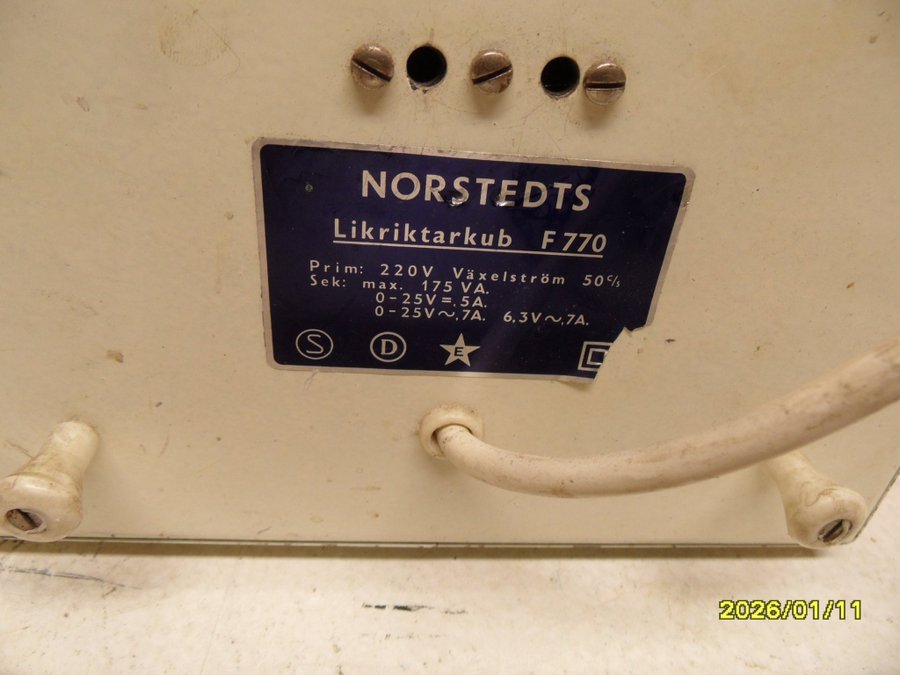 NORSTEDTS
Likriktarkub F 770
Prim: 220V Växelström 50 c/s
Sek: max. 175 VA.
0-25V=,5A.
0-25V~,7A. 6,3V~,7A.
S D E
2026/01/11